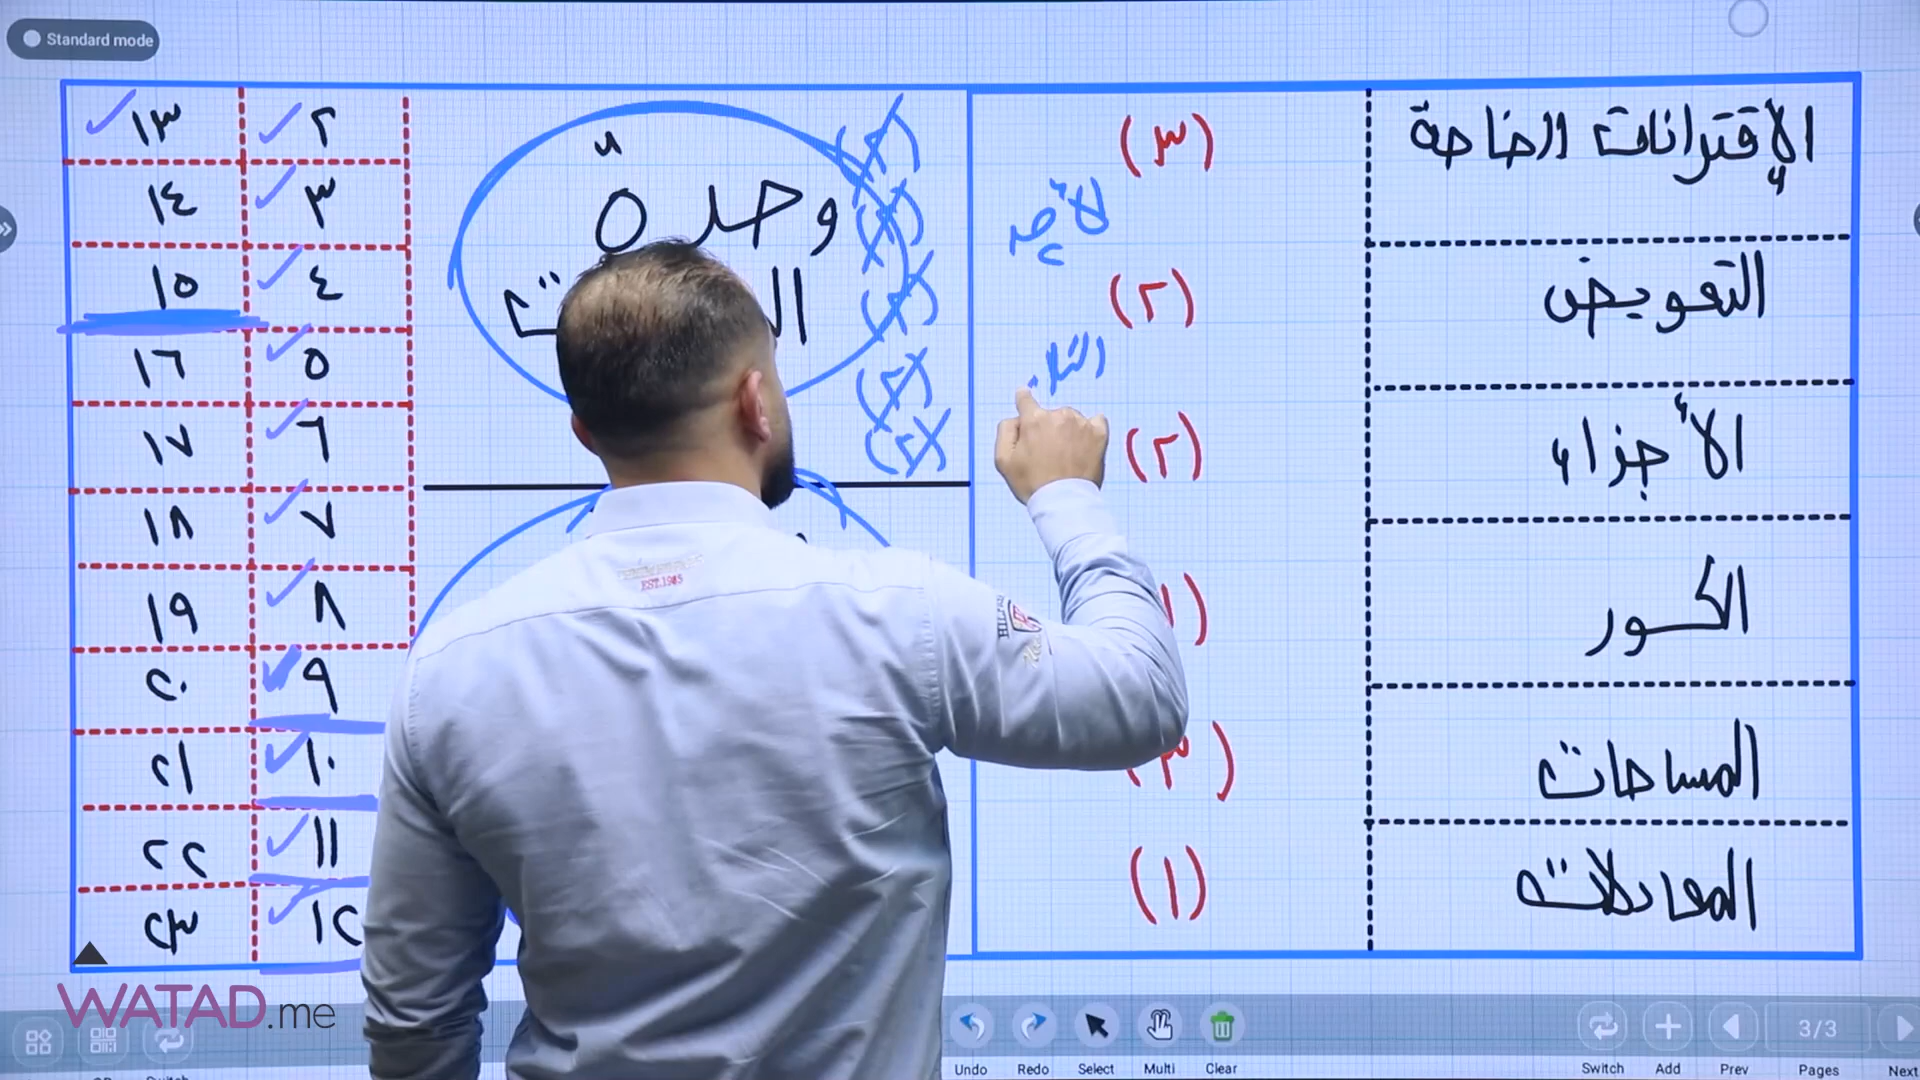 Standard mode
الإقترانات الخاصة
(٣)
التعويض
(٢)
الأجزاء
(٢)
الكسور
المساحات
المعادلات
(١)
وحدة
١٣
٢
١٤
٣
١٥
٤
١٦
٥
١٧
٦
١٨
٧
١٩
٨
٢٠
٩
٢١
١٠
٢٢
١١
٢٣
١٢
EST.1985
WATAD.me
Undo
Redo
Select
Multi
Clear
Switch
Add
Prev
3/3
Pages
Next